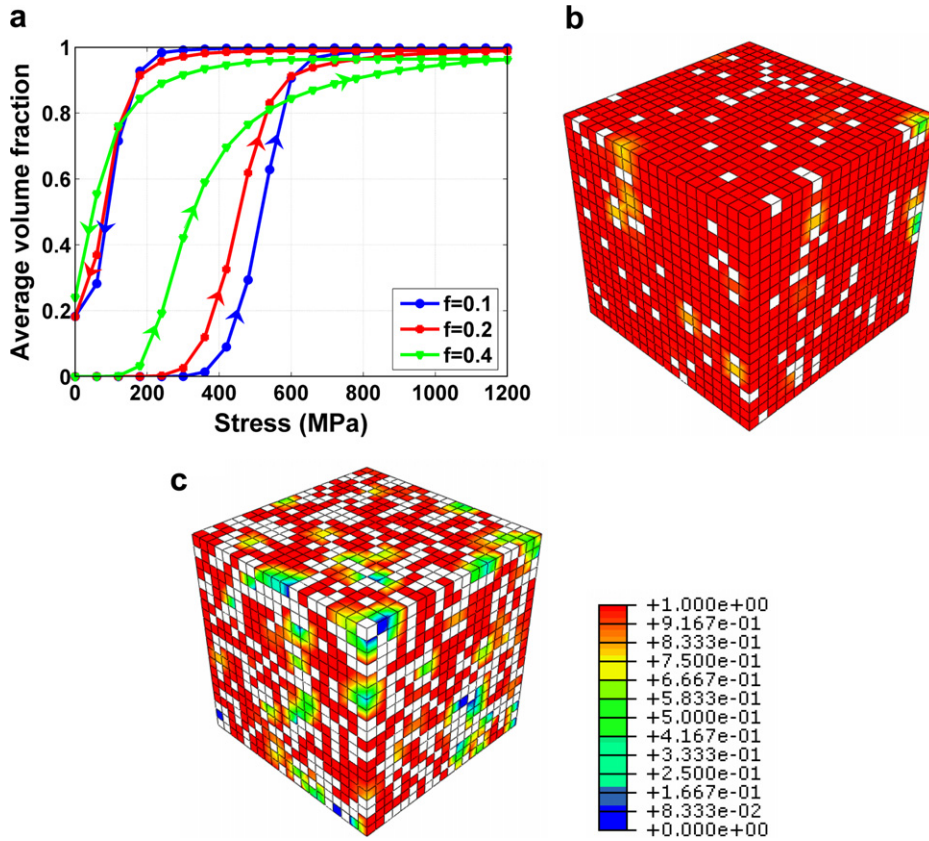 a
b
1
0.8
0.6
0.4
0.2
0
Average volume fraction
0 200 400 600 800 1000 1200
Stress (MPa)
f=0.1
f=0.2
f=0.4
c
+1.000e+00
+9.167e-01
+8.333e-01
+7.500e-01
+6.667e-01
+5.833e-01
+5.000e-01
+4.167e-01
+3.333e-01
+2.500e-01
+1.667e-01
+8.333e-02
+0.000e+00